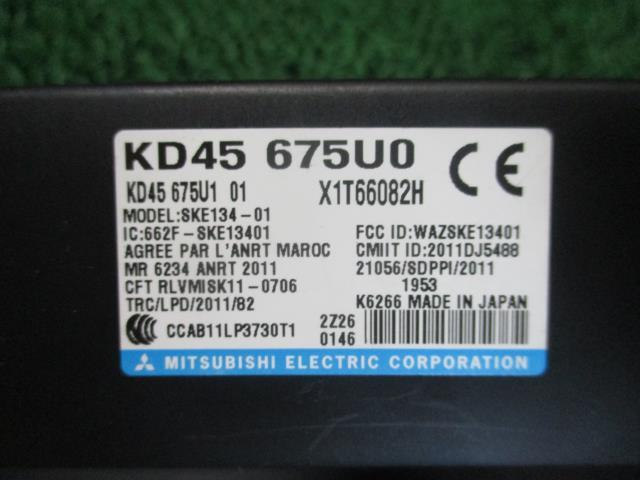 KD45 675U0
KD45 675U1 01 X1T66082H
CE
MODEL:SKE134-01
IC:662F-SKE13401 FCC ID:WAZSKE13401
AGREE PAR L'ANRT MAROC CMIIT ID:2011DJ5488
MR 6234 ANRT 2011 21056/SDPPI/2011
CFT RLVMISK11-0706 1953
TRC/LPD/2011/82 K6266 MADE IN JAPAN
CCAB11LP3730T1 2Z26
0146
MITSUBISHI ELECTRIC CORPORATION